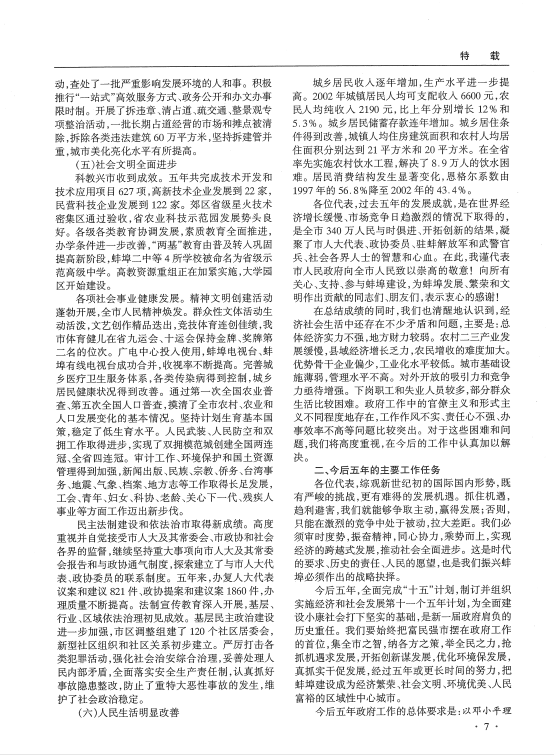 特　载
动,查处了一批严重影响发展环境的人和事。积极
推行“一站式”高效服务方式、政务公开和办文办事
限时制。开展了拆违章、清占道、疏交通、整景观专
项整治活动,一批长期占道经营的市场和摊点被清
除,拆除各类违法建筑 60 万平方米,坚持拆建管并
重,城市美化亮化水平有所提高。
(五)社会文明全面进步
科教兴市收到成效。五年共完成技术开发和
技术应用项目 627 项,高新技术企业发展到 22 家,
民营科技企业发展到 122 家。郊区省级星火技术
密集区通过验收,省农业科技示范园发展势头良
好。各级各类教育协调发展,素质教育全面推进,
办学条件进一步改善,“两基”教育由普及转入巩固
提高新阶段,蚌埠二中等 4 所学校被命名为省级示
范高级中学。高教资源重组正在加紧实施,大学园
区开始建设。
各项社会事业健康发展。精神文明创建活动
蓬勃开展,全市人民精神焕发。群众性文体活动生
动活泼,文艺创作精品迭出,竞技体育连创佳绩,我
市体育健儿在省九运会、十运会保持金牌、奖牌第
二名的位次。广电中心投入使用,蚌埠电视台、蚌
埠有线电视台成功合并,收视率不断提高。完善城
乡医疗卫生服务体系,各类传染病得到控制,城乡
居民健康状况得到改善。通过第一次全国农业普
查、第五次全国人口普查,摸清了全市农村、农业和
人口发展变化的基本情况。坚持计划生育基本国
策,稳定了低生育水平。人民武装、人民防空和双
拥工作取得进步,实现了双拥模范城创建全国两连
冠、全省四连冠。审计工作、环境保护和国土资源
管理得到加强,新闻出版、民族、宗教、侨务、台湾事
务、地震、气象、档案、地方志等工作取得长足发展,
工会、青年、妇女、科协、老龄、关心下一代、残疾人
事业等方面工作迈出新步伐。
民主法制建设和依法治市取得新成绩。高度
重视并自觉接受市人大及其常委会、市政协和社会
各界的监督,继续坚持重大事项向市人大及其常委
会报告和与政协通气制度,探索建立了与市人大代
表、政协委员的联系制度。五年来,办复人大代表
议案和建议 821 件、政协提案和建议案 1860 件,办
理质量不断提高。法制宣传教育深入开展,基层、
行业、区域依法治理初见成效。基层民主政治建设
进一步加强,市区调整组建了 120 个社区居委会,
新型社区组织和社区关系初步建立。严厉打击各
类犯罪活动,强化社会治安综合治理,妥善处理人
民内部矛盾,全面落实安全生产责任制,认真抓好
事故隐患整改,防止了重特大恶性事故的发生,维
护了社会政治稳定。
(六)人民生活明显改善
城乡居民收入逐年增加,生产水平进一步提
高。2002 年城镇居民人均可支配收入 6600 元,农
民人均纯收入 2190 元,比上年分别增长 12%和
5.3%。城乡居民储蓄存款连年增加。城乡居住条
件得到改善,城镇人均住房建筑面积和农村人均居
住面积分别达到 21 平方米和 20 平方米。在全省
率先实施农村饮水工程,解决了 8.9 万人的饮水困
难。居民消费结构发生显著变化,恩格尔系数由
1997 年的 56.8%降至 2002 年的 43.4%。
各位代表,过去五年的发展成就,是在世界经
济增长缓慢、市场竞争日趋激烈的情况下取得的,
是全市 340 万人民与时俱进、开拓创新的结果,凝
聚了市人大代表、政协委员、驻蚌解放军和武警官
兵、社会各界人士的智慧和心血。在此,我谨代表
市人民政府向全市人民致以崇高的敬意！向所有
关心、支持、参与蚌埠建设,为蚌埠发展、繁荣和文
明作出贡献的同志们、朋友们,表示衷心的感谢!
在总结成绩的同时,我们也清醒地认识到,经
济社会生活中还存在不少矛盾和问题,主要是:总
体经济实力不强,地方财力较弱。农村二三产业发
展缓慢,县域经济增长乏力,农民增收的难度加大。
优势骨干企业偏少,工业化水平较低。城市基础设
施薄弱,管理水平不高。对外开放的吸引力和竞争
力亟待增强。下岗职工和失业人员较多,部分群众
生活比较困难。政府工作中的官僚主义和形式主
义不同程度地存在,工作作风不实、责任心不强、办
事效率不高等问题比较突出。对于这些困难和问
题,我们将高度重视,在今后的工作中认真加以解
决。
二、今后五年的主要工作任务
各位代表,综观新世纪初的国际国内形势,既
有严峻的挑战,更有难得的发展机遇。抓住机遇,
趋利避害,我们就能够争取主动,赢得发展;否则,
只能在激烈的竞争中处于被动,拉大差距。我们必
须审时度势,振奋精神,同心协力,乘势而上,实现
经济的跨越式发展,推动社会全面进步。这是时代
的要求、历史的责任、人民的愿望,也是我们振兴蚌
埠必须作出的战略抉择。
今后五年,全面完成“十五”计划,制订并组织
实施经济和社会发展第十一个五年计划,为全面建
设小康社会打下坚实的基础,是新一届政府肩负的
历史重任。我们要始终把富民强市摆在政府工作
的首位,集全市之智,纳各方之策,举全民之力,抢
抓机遇求发展,开拓创新谋发展,优化环境保发展,
真抓实干促发展,经过五年或更长时间的努力,把
蚌埠建设成为经济繁荣、社会文明、环境优美、人民
富裕的区域性中心城市。
今后五年政府工作的总体要求是:以邓小平理
·7·